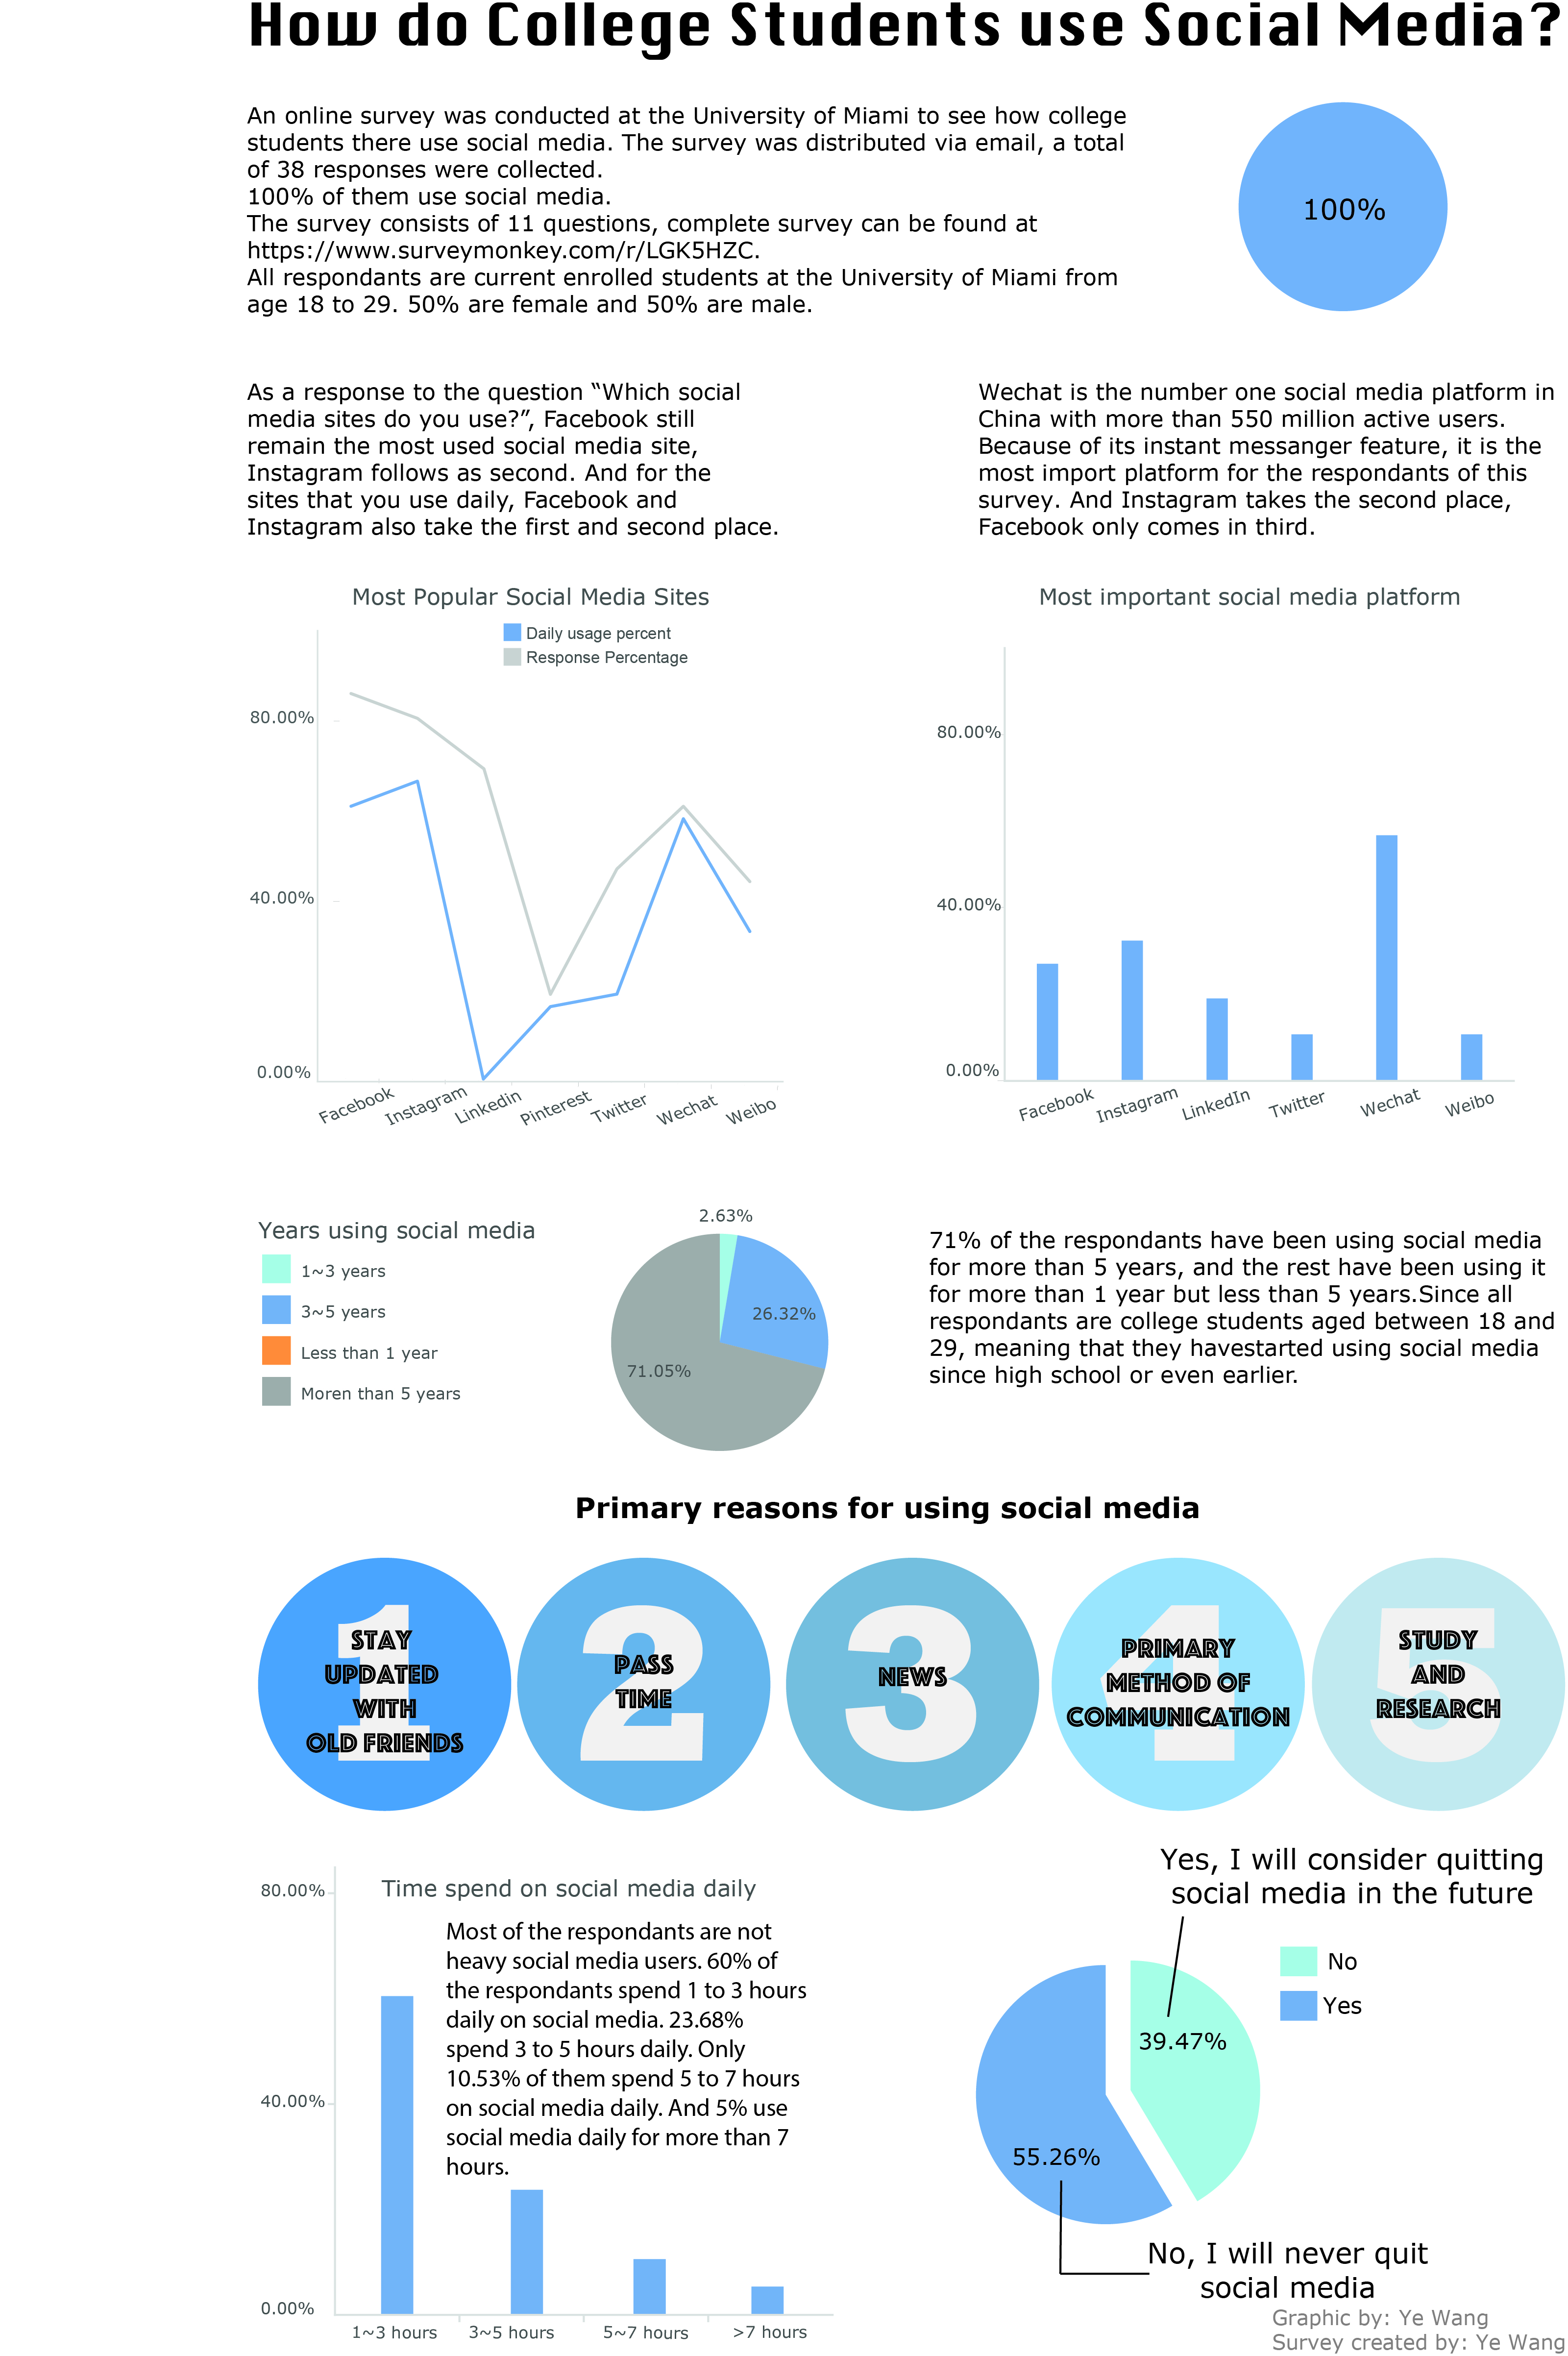 How do College Students use Social Media?
An online survey was conducted at the University of Miami to see how college
students there use social media. The survey was distributed via email, a total
of 38 responses were collected.
100% of them use social media.
The survey consists of 11 questions, complete survey can be found at
https://www.surveymonkey.com/r/LGK5HZC.
All respondants are current enrolled students at the University of Miami from
age 18 to 29. 50% are female and 50% are male.
100%
As a response to the question “Which social
media sites do you use?”, Facebook still
remain the most used social media site,
Instagram follows as second. And for the
sites that you use daily, Facebook and
Instagram also take the first and second place.
Wechat is the number one social media platform in
China with more than 550 million active users.
Because of its instant messanger feature, it is the
most import platform for the respondants of this
survey. And Instagram takes the second place,
Facebook only comes in third.
Most Popular Social Media Sites
Daily usage percent
Response Percentage
80.00%
40.00%
0.00%
Facebook
Instagram
Linkedin
Pinterest
Twitter
Wechat
Weibo
Most important social media platform
80.00%
40.00%
0.00%
Facebook
Instagram
LinkedIn
Twitter
Wechat
Weibo
Years using social media
1~3 years
3~5 years
Less than 1 year
Moren than 5 years
2.63%
26.32%
71.05%
71% of the respondants have been using social media
for more than 5 years, and the rest have been using it
for more than 1 year but less than 5 years.Since all
respondants are college students aged between 18 and
29, meaning that they havestarted using social media
since high school or even earlier.
Primary reasons for using social media
1
STAY
UPDATED
WITH
OLD FRIENDS
2
PASS
TIME
3
NEWS
4
PRIMARY
METHOD OF
COMMUNICATION
5
STUDY
AND
RESEARCH
Time spend on social media daily
Most of the respondants are not
heavy social media users. 60% of
the respondants spend 1 to 3 hours
daily on social media. 23.68%
spend 3 to 5 hours daily. Only
10.53% of them spend 5 to 7 hours
on social media daily. And 5% use
social media daily for more than 7
hours.
80.00%
40.00%
0.00%
1~3 hours
3~5 hours
5~7 hours
>7 hours
Yes, I will consider quitting
social media in the future
No
Yes
39.47%
55.26%
No, I will never quit
social media
Graphic by: Ye Wang
Survey created by: Ye Wang